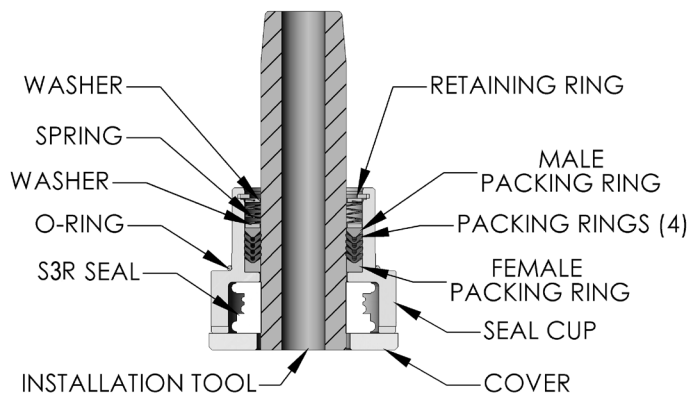 WASHER
RETAINING RING
SPRING
MALE
PACKING RING
WASHER
O-RING
PACKING RINGS (4)
S3R SEAL
FEMALE
PACKING RING
SEAL CUP
INSTALLATION TOOL
COVER